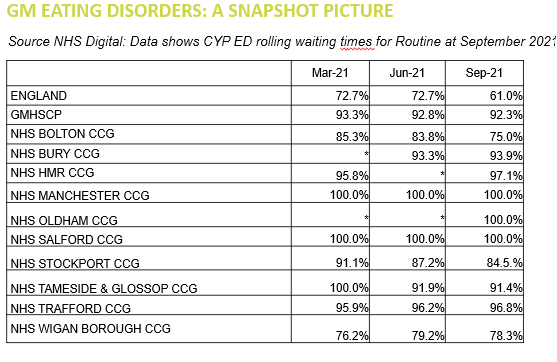 GM EATING DISORDERS: A SNAPSHOT PICTURE
Source NHS Digital: Data shows CYP ED rolling waiting times for Routine at September 2021
Mar-21 Jun-21 Sep-21
ENGLAND 72.7% 72.7% 61.0%
GMHSCP 93.3% 92.8% 92.3%
NHS BOLTON CCG 85.3% 83.8% 75.0%
NHS BURY CCG * 93.3% 93.9%
NHS HMR CCG 95.8% * 97.1%
NHS MANCHESTER CCG 100.0% 100.0% 100.0%
NHS OLDHAM CCG * * 100.0%
NHS SALFORD CCG 100.0% 100.0% 100.0%
NHS STOCKPORT CCG 91.1% 87.2% 84.5.%
NHS TAMESIDE & GLOSSOP CCG 100.0% 91.9% 91.4%
NHS TRAFFORD CCG 95.9% 96.2% 96.8%
NHS WIGAN BOROUGH CCG 76.2% 79.2% 78.3%